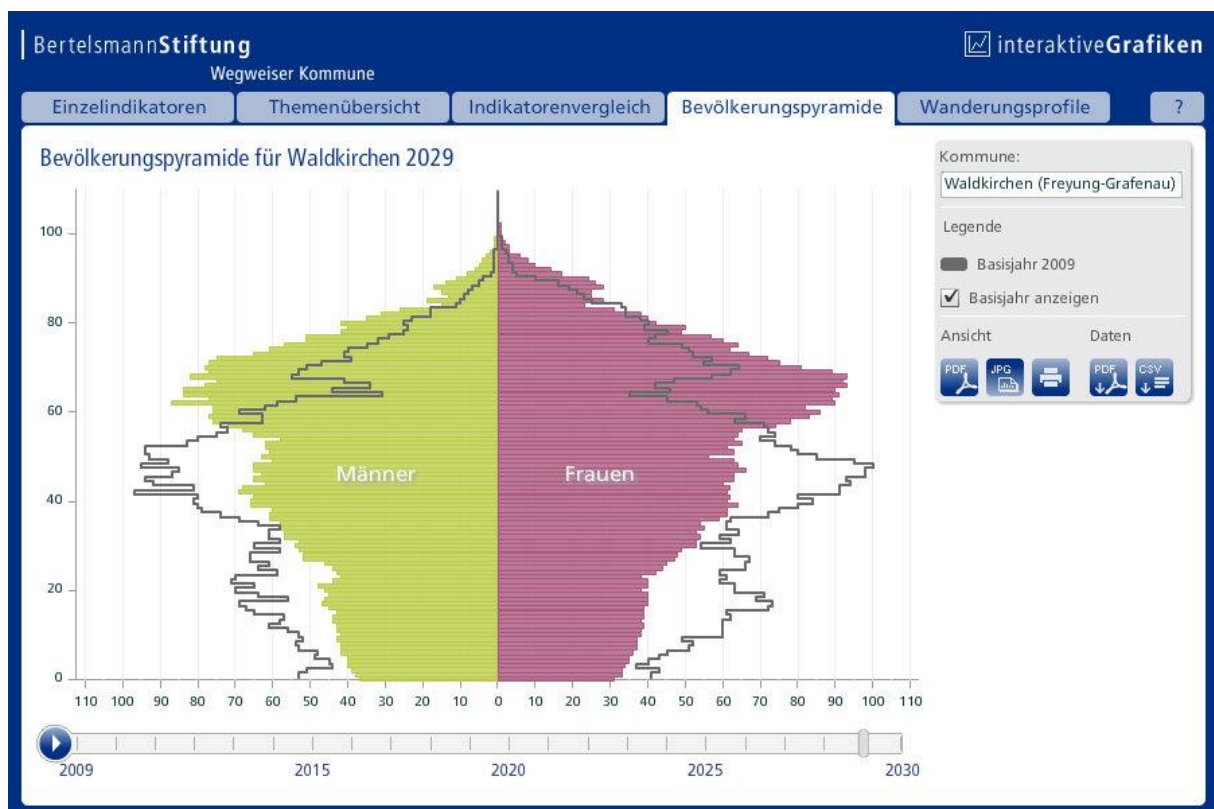 BertelsmannStiftung
Wegweiser Kommune
interaktiveGrafiken
Einzelindikatoren Themenübersicht Indikatorenvergleich Bevölkerungspyramide Wanderungsprofile ?
Bevölkerungspyramide für Waldkirchen 2029
100
80
60
40
20
0
Männer Frauen
110 100 90 80 70 60 50 40 30 20 10 0 10 20 30 40 50 60 70 80 90 100 110
2009 2015 2020 2025 2030
Kommune:
Waldkirchen (Freyung-Grafenau)
Legende
Basisjahr 2009
Basisjahr anzeigen
Ansicht Daten
PDF JPG PDF CSV